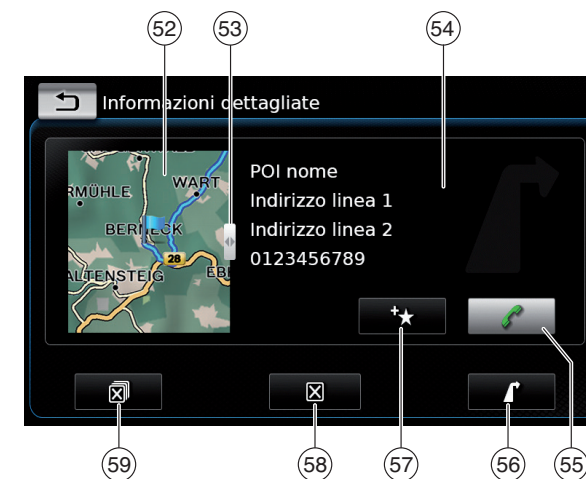 52 53 54
Informazioni dettagliate
RMÜHLE
WART
BERNECK
28
ALTENSTEIG
EB
POI nome
Indirizzo linea 1
Indirizzo linea 2
0123456789
59 58 57 56 55